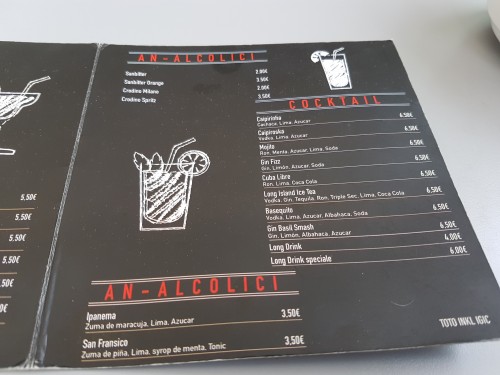 5,50€
5,50€
5,50€
5,50€
AN-ALCOLICI
Sanbitter 2.00€
Sanbitter Orange 3.50€
Crodino Milano 2.00€
Crodino Spritz 3.50€
AN-ALCOLICI
Ipanema 3.50€
Zuma de maracuja, Lima, Azucar
San Fransico 3.50€
Zuma de piña, Lima, syrop de menta, Tonic
COCKTAIL
Caipirinha 6.50€
Cachaca, Lima, Azucar
Caipiroska 6.50€
Vodka, Lima, Azucar
Mojito 6.50€
Ron, Menta, Azucar, Lima, Soda
Gin Fizz 6.50€
Gin, Limón, Azucar, Soda
Cuba Libre 6.50€
Ron, Lima, Coca Cola
Long Island Ice Tea 6.50€
Vodka, Gin, Tequila, Ron, Triple Sec, Lima, Coca Cola
Basequito 6.50€
Vodka, Lima, Azucar, Albahaca, Soda
Gin Basil Smash 6.50€
Gin, Limón, Albahaca, Azucar
Long Drink 4.00€
Long Drink speciale 6.00€
TOTO INKL IGIC